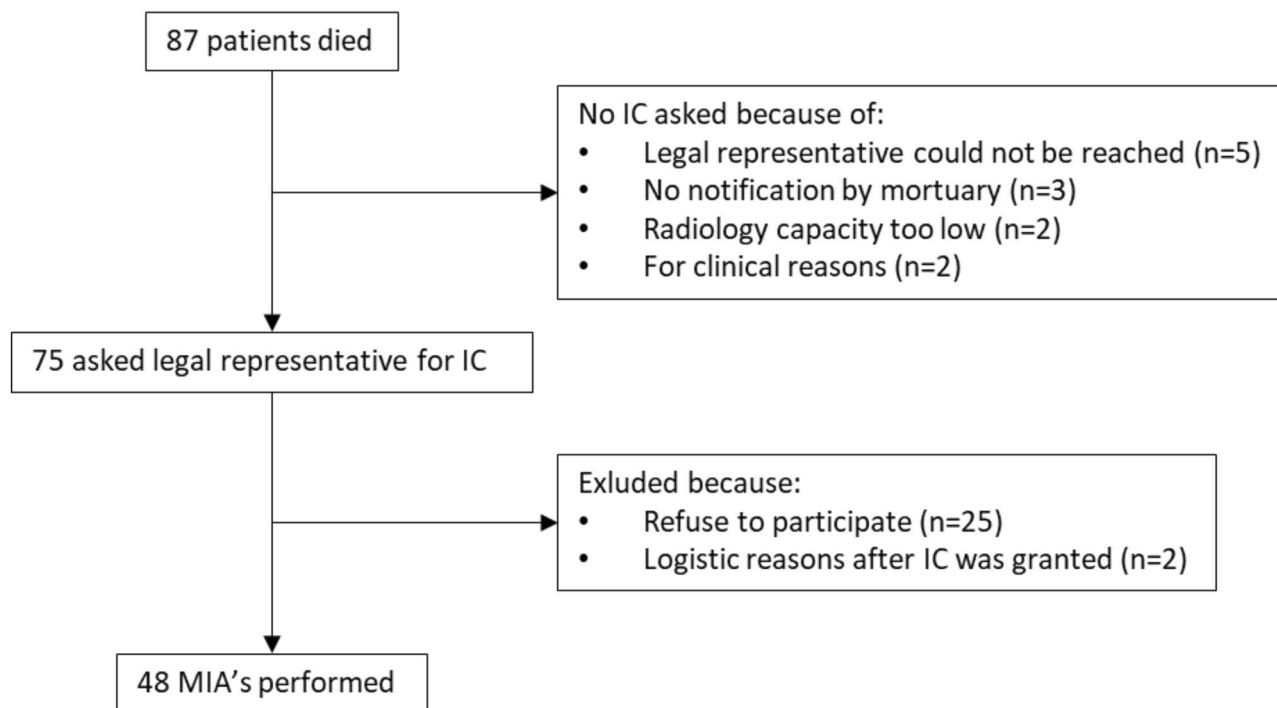 87 patients died
No IC asked because of:
• Legal representative could not be reached (n=5)
• No notification by mortuary (n=3)
• Radiology capacity too low (n=2)
• For clinical reasons (n=2)
75 asked legal representative for IC
Exluded because:
• Refuse to participate (n=25)
• Logistic reasons after IC was granted (n=2)
48 MIA’s performed